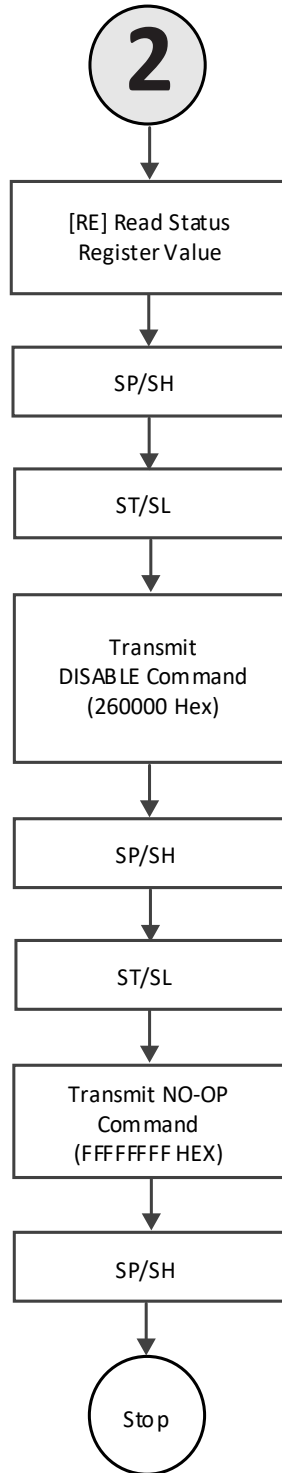 2
[RE] Read Status
Register Value
SP/SH
ST/SL
Transmit
DISABLE Command
(260000 Hex)
SP/SH
ST/SL
Transmit NO-OP
Command
(FFFFFFFF HEX)
SP/SH
Stop